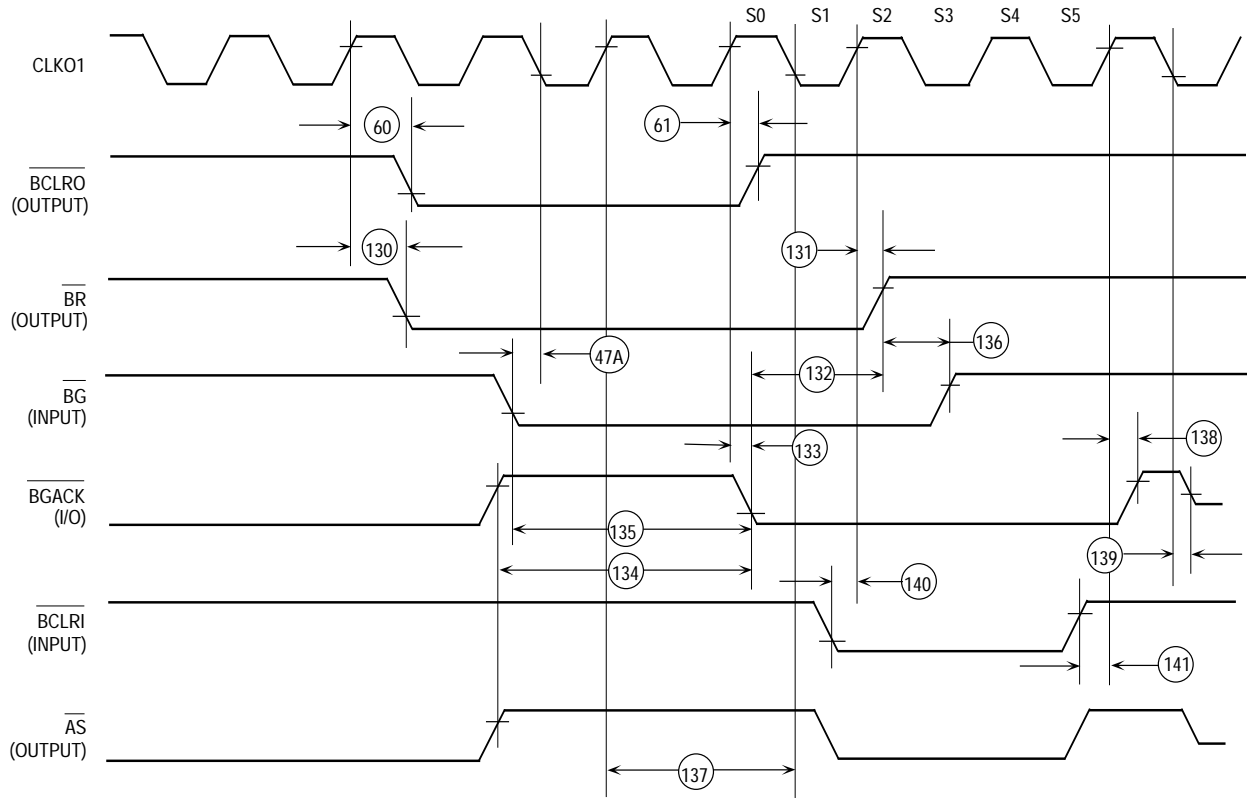 S0 S1 S2 S3 S4 S5
CLKO1
60
61
BCLRO
(OUTPUT)
130
131
BR
(OUTPUT)
136
47A
132
BG
(INPUT)
133
138
BGACK
(I/O)
135
139
134
140
BCLRI
(INPUT)
141
AS
(OUTPUT)
137